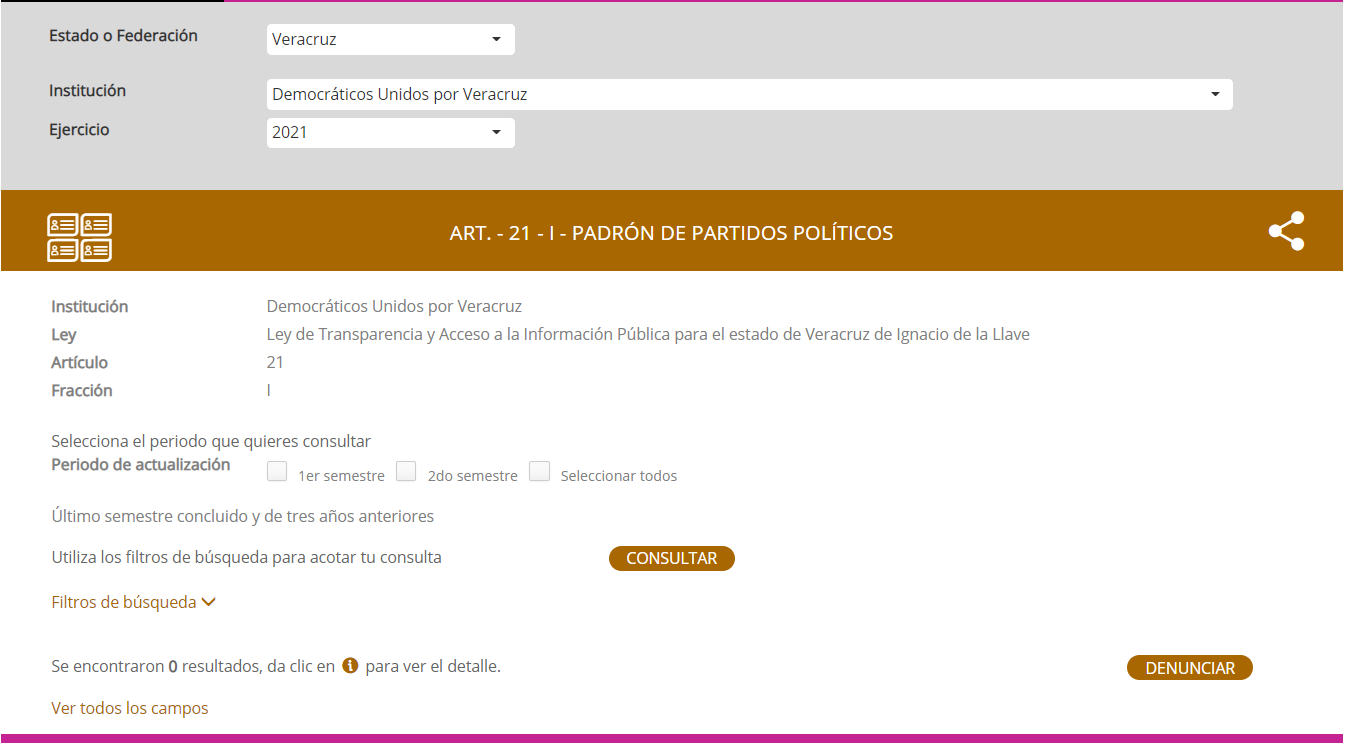 Estado o Federación Veracruz
Institución Democráticos Unidos por Veracruz
Ejercicio 2021
ART. - 21 - I - PADRÓN DE PARTIDOS POLÍTICOS
Institución Democráticos Unidos por Veracruz
Ley Ley de Transparencia y Acceso a la Información Pública para el estado de Veracruz de Ignacio de la Llave
Artículo 21
Fracción I
Selecciona el periodo que quieres consultar
Periodo de actualización 1er semestre 2do semestre Seleccionar todos
Último semestre concluido y de tres años anteriores
Utiliza los filtros de búsqueda para acotar tu consulta CONSULTAR
Filtros de búsqueda
Se encontraron 0 resultados, da clic en i para ver el detalle. DENUNCIAR
Ver todos los campos